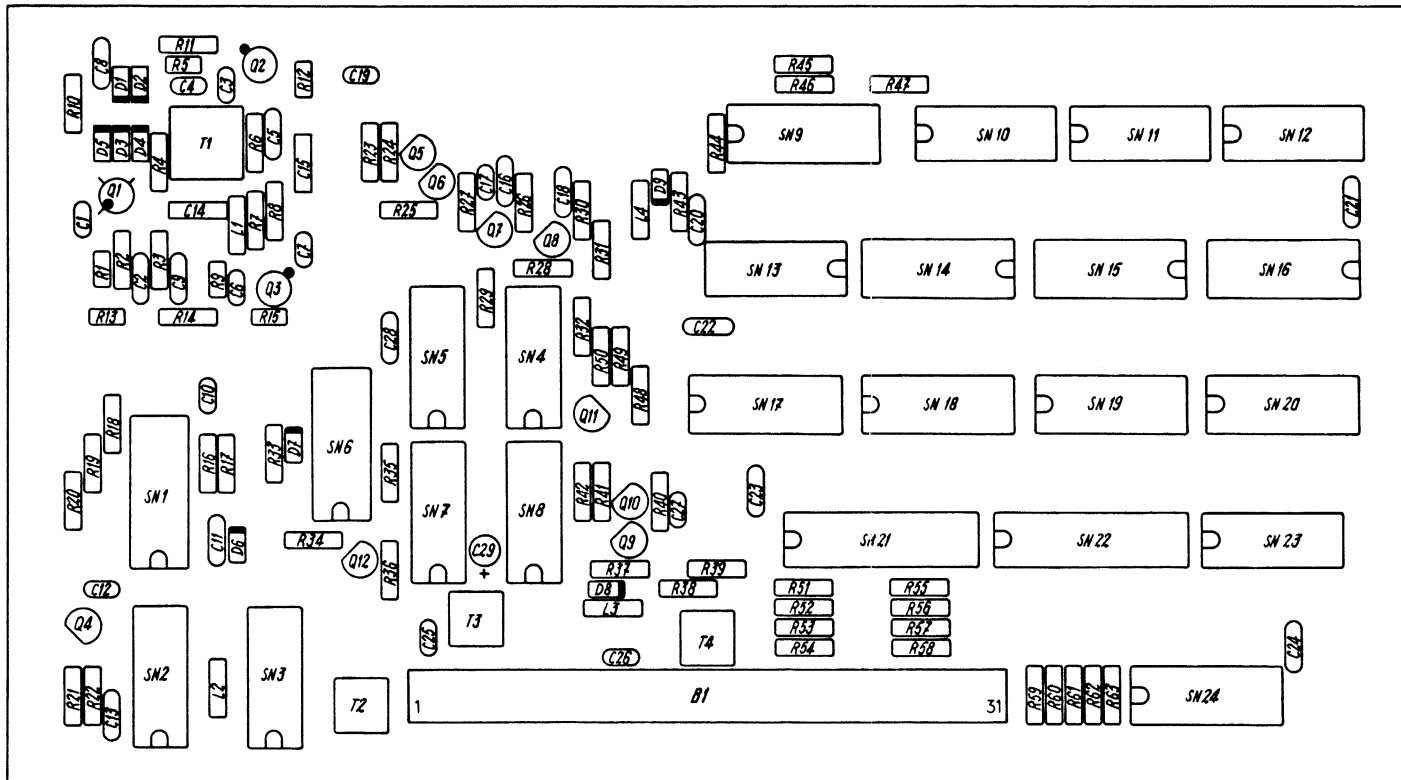 R11
R5
Q2
C8
D1
D2
C4
C3
R12
C19
R10
R45
R46
R47
D5
D3
D4
R4
T1
R6
C5
C15
R23
R24
Q5
R44
SN9
SN10
SN11
SN12
Q1
Q6
R27
C17
C16
R26
C18
R30
L4
D9
R43
C20
C21
C1
C14
L1
R7
R8
R25
Q7
Q8
R31
C7
R1
R2
C2
R3
C9
R9
C6
Q3
R28
SN13
SN14
SN15
SN16
R29
R13
R14
R15
C28
SN5
SN4
R32
R50
R49
C22
R48
C10
Q11
SN17
SN18
SN19
SN20
R18
R19
R20
SN1
R16
R17
R33
D7
SN6
R35
SN7
SN8
R42
R41
Q10
R40
C27
C23
C11
D6
R34
Q12
R36
C29
+
Q9
SN21
SN22
SN23
R37
R39
D8
R38
L3
R51
R55
C12
R52
R56
Q4
T3
T4
R53
R57
C25
C26
R54
R58
C24
SN2
L2
SN3
R21
R22
C13
T2
1
B1
31
R59
R60
R61
R62
R63
SN24